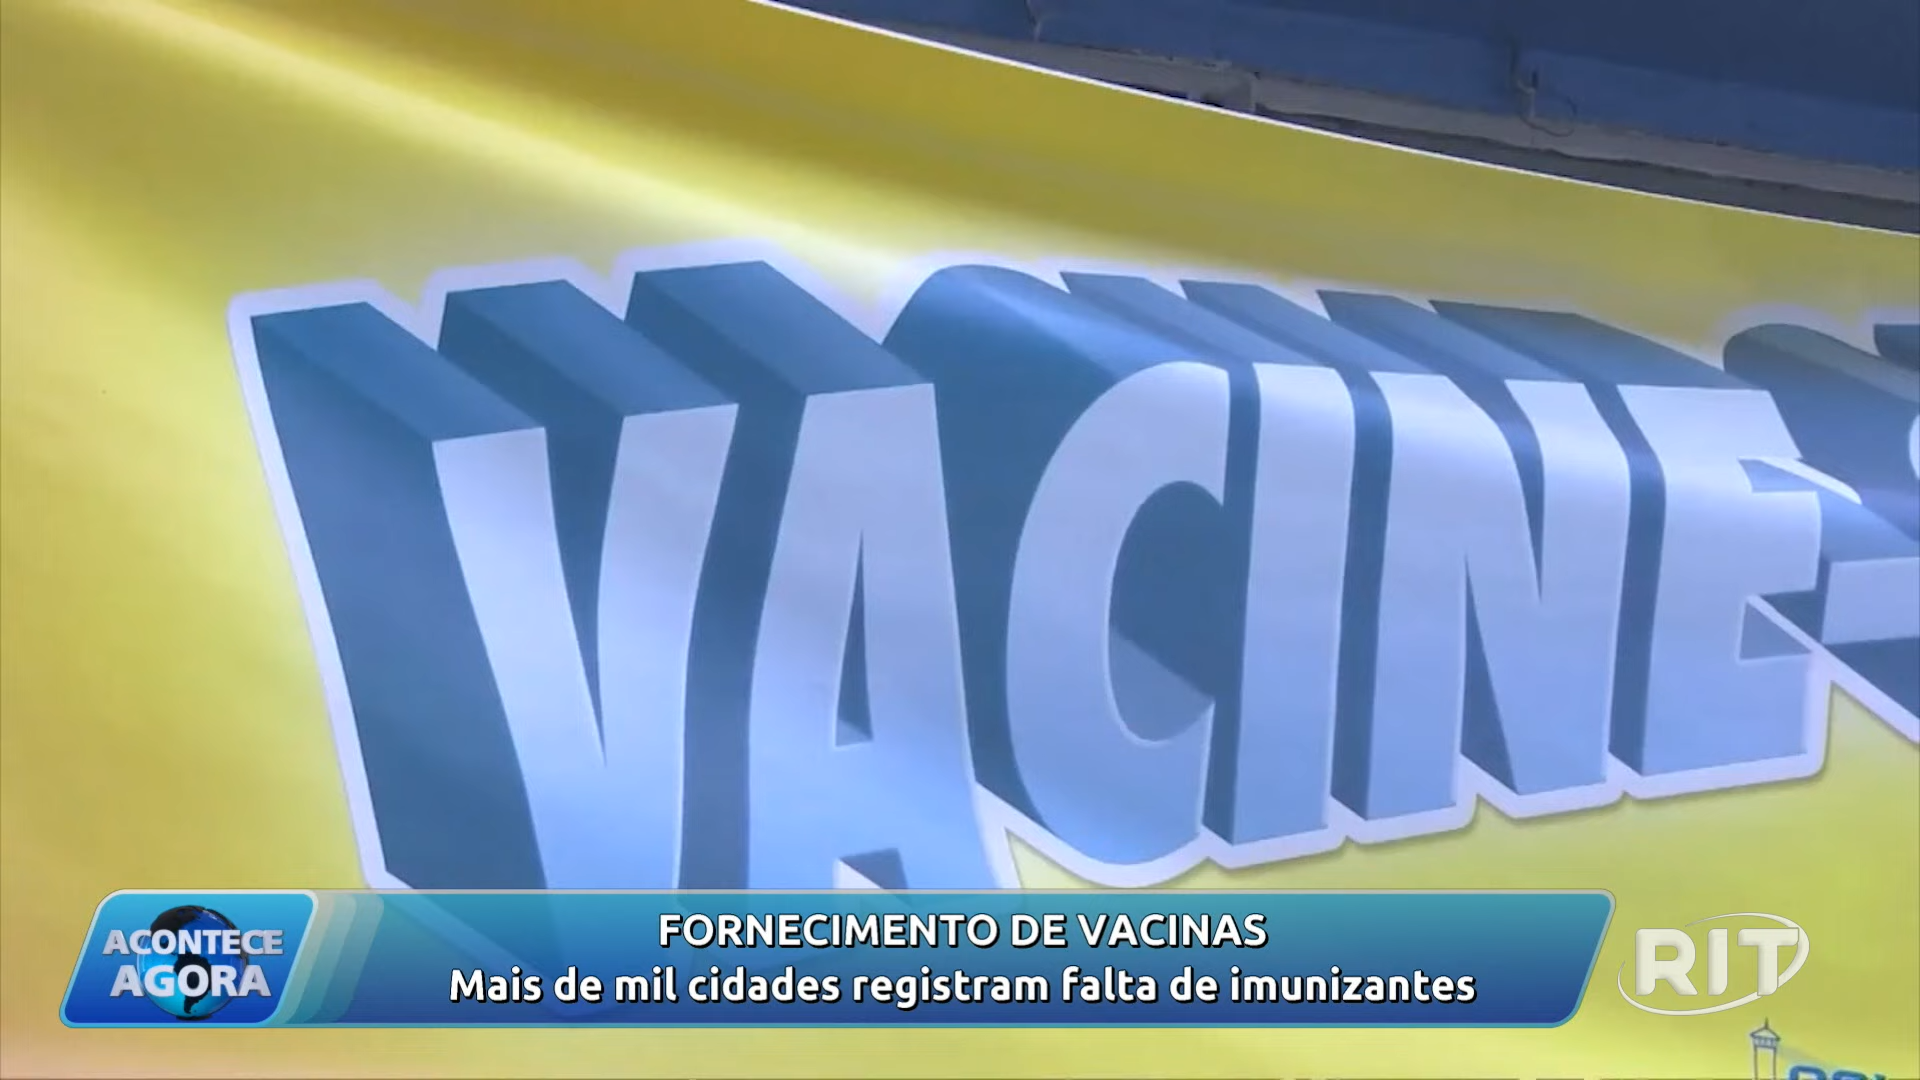 VACINE-
FORNECIMENTO DE VACINAS
Mais de mil cidades registram falta de imunizantes
ACONTECE
AGORA
RIT